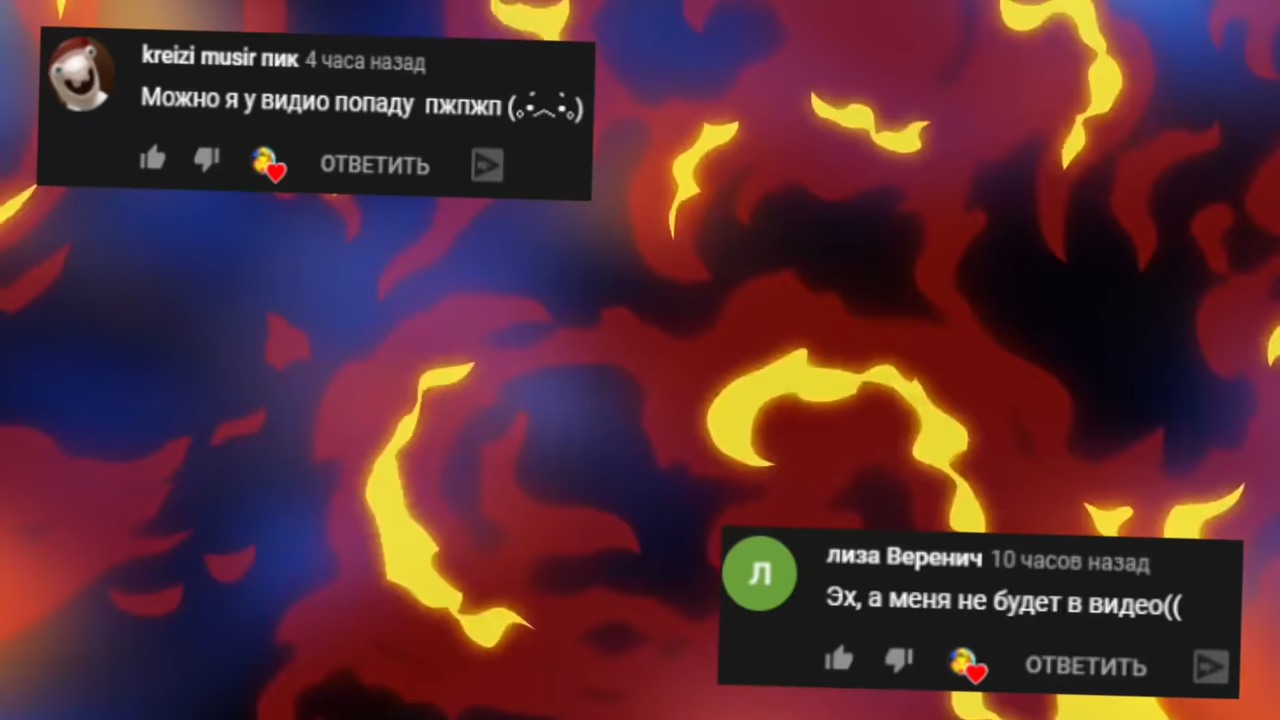 kreizi musir пик 4 часа назад
Можно я у видио попаду пжпжп (｡•́︿•̀｡)
ОТВЕТИТЬ
Л
лиза Веренич 10 часов назад
Эх, а меня не будет в видео((
ОТВЕТИТЬ